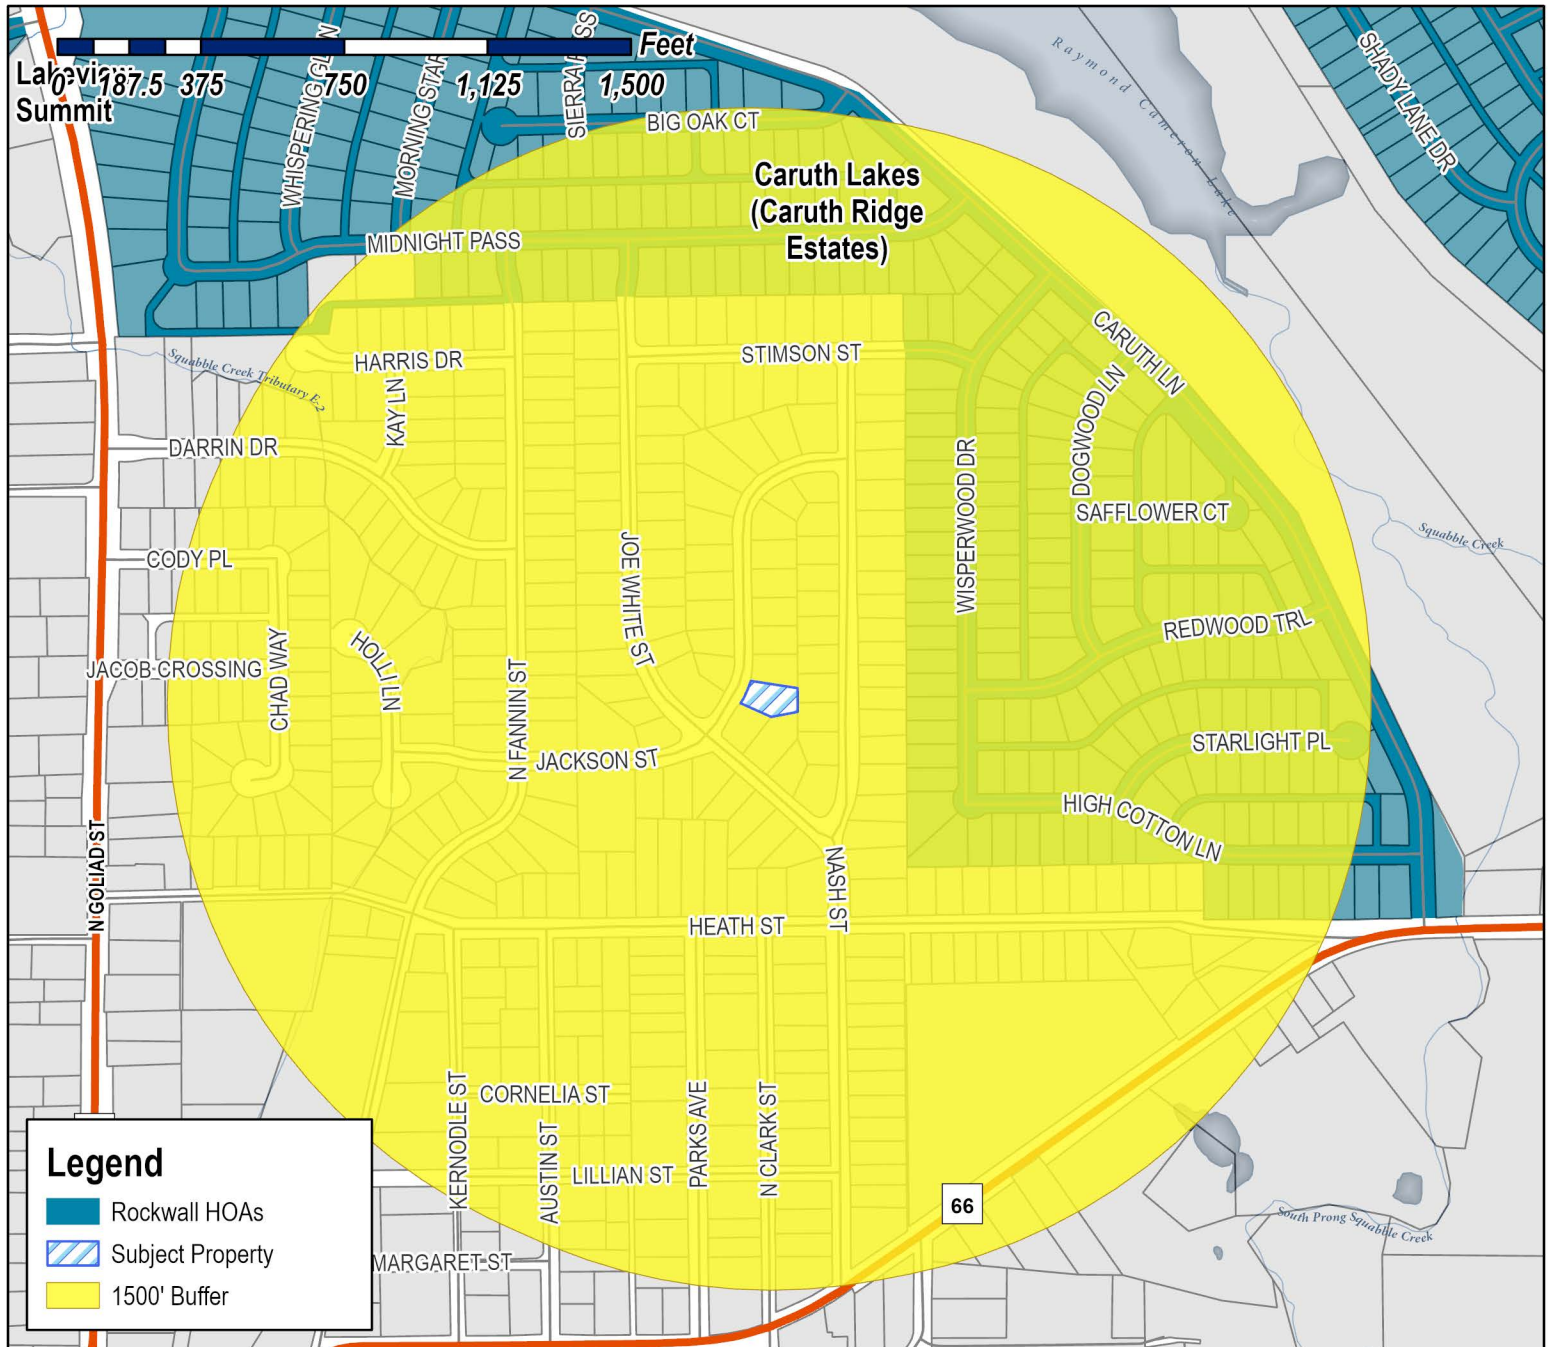 Feet
0 187.5 375 750 1,125 1,500
Lakeview
Summit
WHISPERING GLN
MORNING STAR
SIERRA PASS
BIG OAK CT
Caruth Lakes
(Caruth Ridge
Estates)
MIDNIGHT PASS
Raymond Cameron Lake
SHADY LANE DR
Squabble Creek Tributary E-2
HARRIS DR
KAY LN
STIMSON ST
CARUTH LN
DARRIN DR
DOGWOOD LN
WISPERWOOD DR
SAFFLOWER CT
Squabble Creek
CODY PL
JOE WHITE ST
REDWOOD TRL
JACOB CROSSING
CHAD WAY
HOLLI LN
N FANNIN ST
JACKSON ST
STARLIGHT PL
HIGH COTTON LN
N GOLIAD ST
NASH ST
HEATH ST
KERNODLE ST
CORNELIA ST
AUSTIN ST
LILLIAN ST
PARKS AVE
N CLARK ST
66
South Prong Squabble Creek
MARGARET ST
Legend
Rockwall HOAs
Subject Property
1500' Buffer